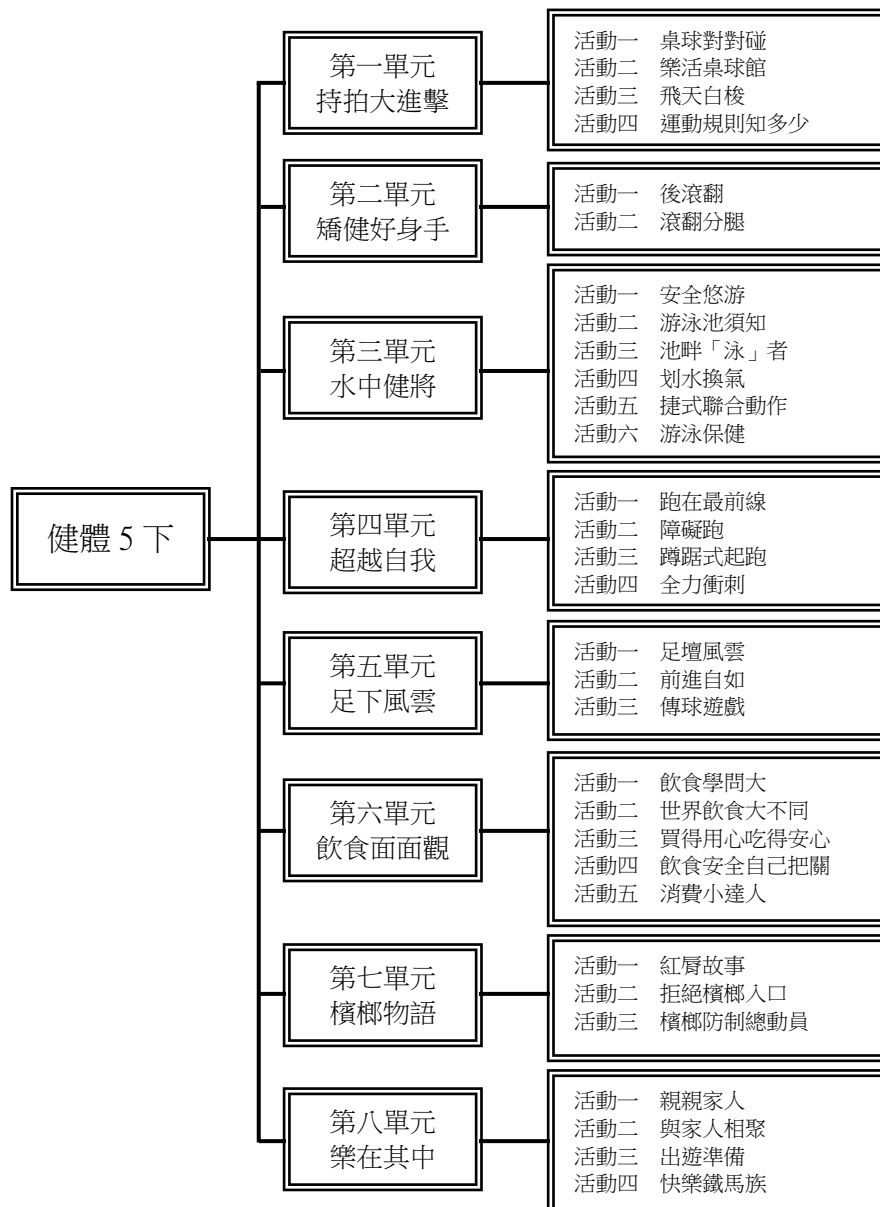 健體 5 下
第一單元
持拍大進擊
活動一　桌球對對碰
活動二　樂活桌球館
活動三　飛天白梭
活動四　運動規則知多少
第二單元
矯健好身手
活動一　後滾翻
活動二　滾翻分腿
第三單元
水中健將
活動一　安全悠游
活動二　游泳池須知
活動三　池畔「泳」者
活動四　划水換氣
活動五　捷式聯合動作
活動六　游泳保健
第四單元
超越自我
活動一　跑在最前線
活動二　障礙跑
活動三　蹲踞式起跑
活動四　全力衝刺
第五單元
足下風雲
活動一　足壇風雲
活動二　前進自如
活動三　傳球遊戲
第六單元
飲食面面觀
活動一　飲食學問大
活動二　世界飲食大不同
活動三　買得用心吃得安心
活動四　飲食安全自己把關
活動五　消費小達人
第七單元
檳榔物語
活動一　紅脣故事
活動二　拒絕檳榔入口
活動三　檳榔防制總動員
第八單元
樂在其中
活動一　親親家人
活動二　與家人相聚
活動三　出遊準備
活動四　快樂鐵馬族